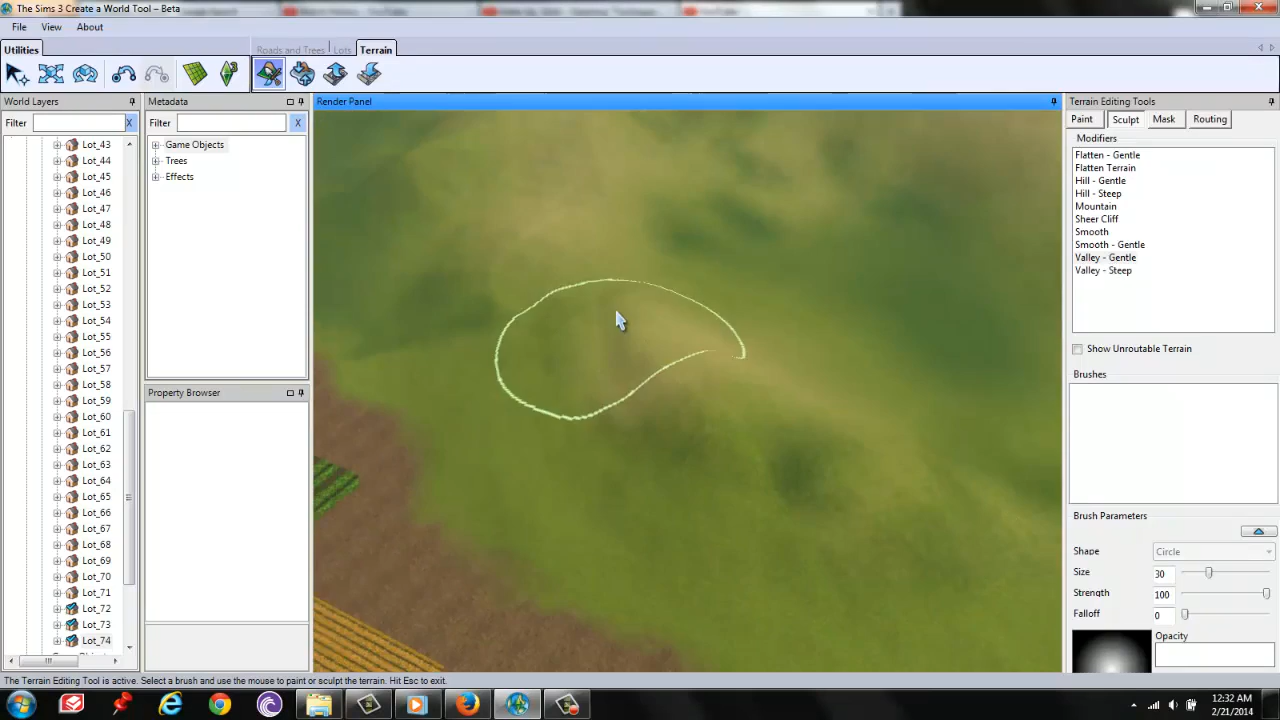 The Sims 3 Create a World Tool – Beta
File View About
Utilities
Roads and Trees Lots Terrain
World Layers
Filter X
Lot_43
Lot_44
Lot_45
Lot_46
Lot_47
Lot_48
Lot_49
Lot_50
Lot_51
Lot_52
Lot_53
Lot_54
Lot_55
Lot_56
Lot_57
Lot_58
Lot_59
Lot_60
Lot_61
Lot_62
Lot_63
Lot_64
Lot_65
Lot_66
Lot_67
Lot_68
Lot_69
Lot_70
Lot_71
Lot_72
Lot_73
Lot_74
Metadata
Filter X
Game Objects
Trees
Effects
Property Browser
Render Panel
Terrain Editing Tools
Paint Sculpt Mask Routing
Modifiers
Flatten - Gentle
Flatten Terrain
Hill - Gentle
Hill - Steep
Mountain
Sheer Cliff
Smooth
Smooth - Gentle
Valley - Gentle
Valley - Steep
Show Unroutable Terrain
Brushes
Brush Parameters
Shape Circle
Size 30
Strength 100
Falloff 0
Opacity
The Terrain Editing Tool is active. Select a brush and use the mouse to paint or sculpt the terrain. Hit Esc to exit.
12:32 AM
2/21/2014